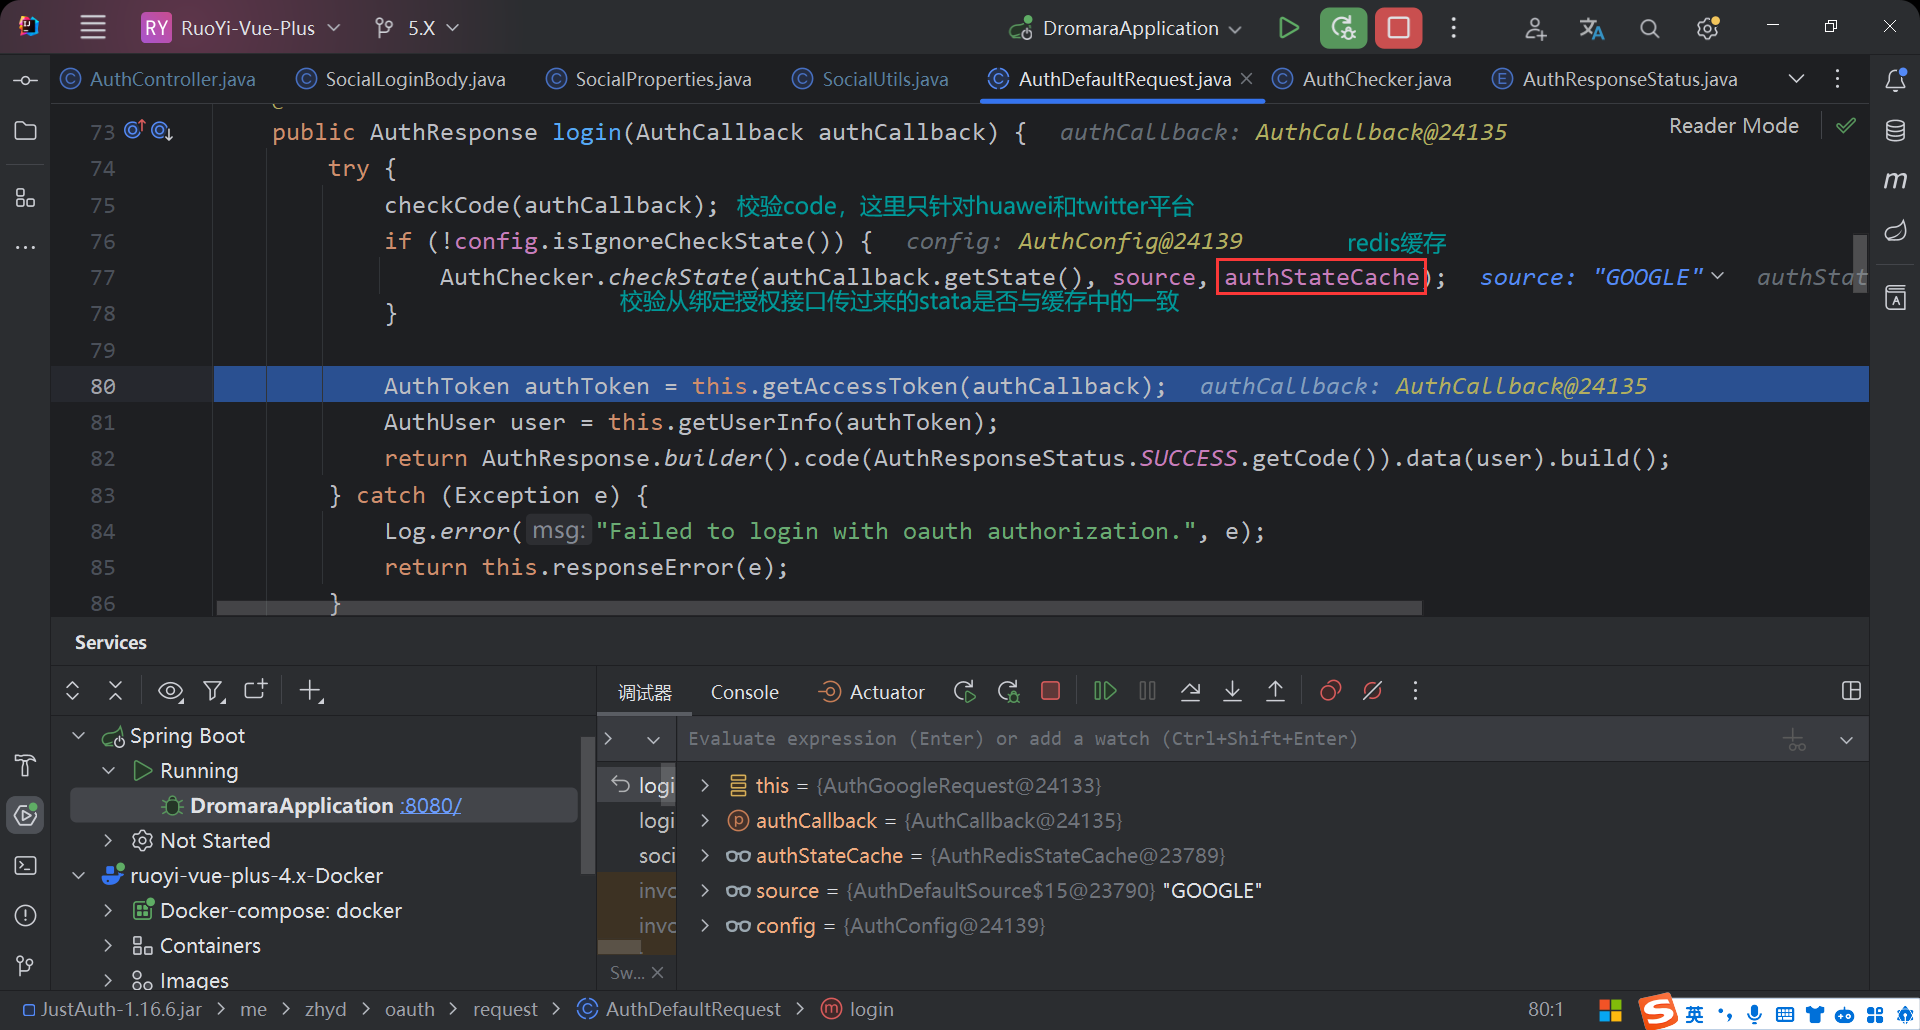 RY RuoYi-Vue-Plus 5.X DromaraApplication
AuthController.java SocialLoginBody.java SocialProperties.java SocialUtils.java AuthDefaultRequest.java AuthChecker.java AuthResponseStatus.java
Reader Mode
73 public AuthResponse login(AuthCallback authCallback) { authCallback: AuthCallback@24135
74 try {
75 checkCode(authCallback); 校验code，这里只针对huawei和twitter平台
76 if (!config.isIgnoreCheckState()) { config: AuthConfig@24139 redis缓存
77 AuthChecker.checkState(authCallback.getState(), source, authStateCache); source: "GOOGLE" authStat
校验从绑定授权接口传过来的stata是否与缓存中的一致
78 }
79
80 AuthToken authToken = this.getAccessToken(authCallback); authCallback: AuthCallback@24135
81 AuthUser user = this.getUserInfo(authToken);
82 return AuthResponse.builder().code(AuthResponseStatus.SUCCESS.getCode()).data(user).build();
83 } catch (Exception e) {
84 Log.error( msg: "Failed to login with oauth authorization.", e);
85 return this.responseError(e);
86 }
Services
调试器 Console Actuator
Spring Boot
Running
DromaraApplication :8080/
Not Started
ruoyi-vue-plus-4.x-Docker
Docker-compose: docker
Containers
Images
Evaluate expression (Enter) or add a watch (Ctrl+Shift+Enter)
logi
logi
soci
invo
invo
Sw...
this = {AuthGoogleRequest@24133}
authCallback = {AuthCallback@24135}
authStateCache = {AuthRedisStateCache@23789}
source = {AuthDefaultSource$15@23790} "GOOGLE"
config = {AuthConfig@24139}
JustAuth-1.16.6.jar > me > zhyd > oauth > request > AuthDefaultRequest > login
80:1
英